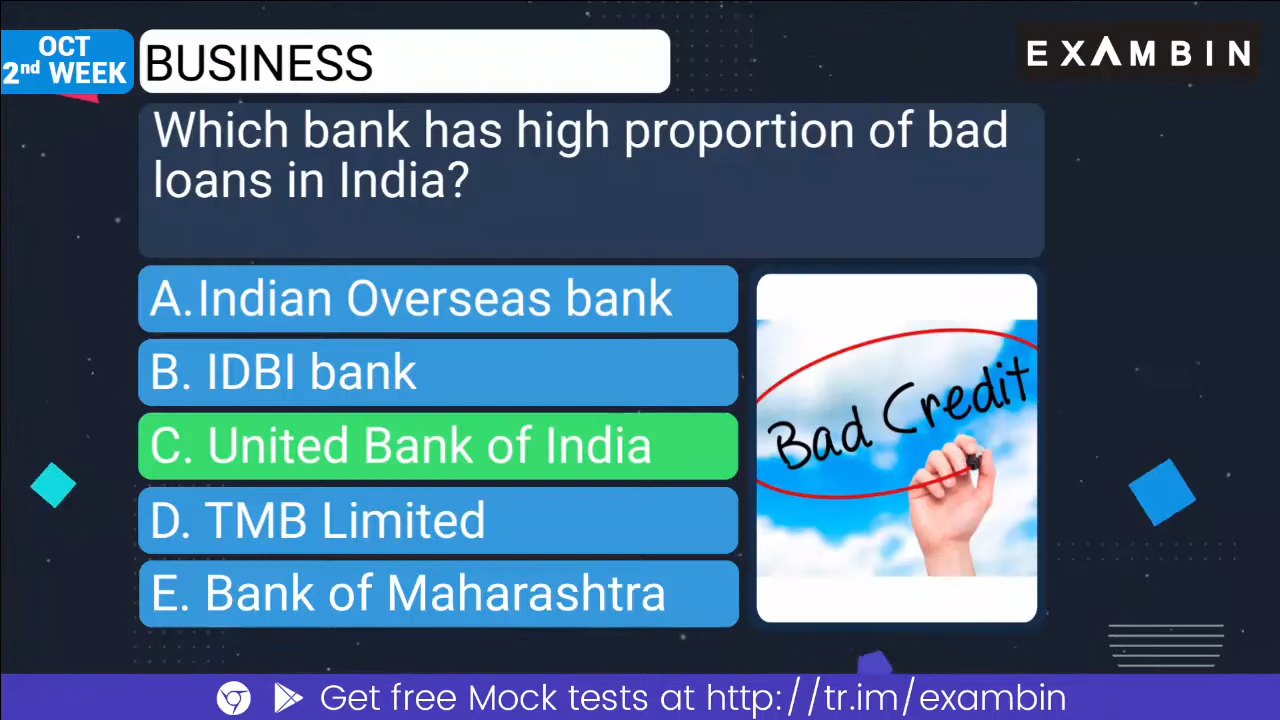 OCT
2nd WEEK
BUSINESS
EXΛMBIN
Which bank has high proportion of bad
loans in India?
A.Indian Overseas bank
B. IDBI bank
C. United Bank of India
D. TMB Limited
E. Bank of Maharashtra
Bad Credit
Get free Mock tests at http://tr.im/exambin